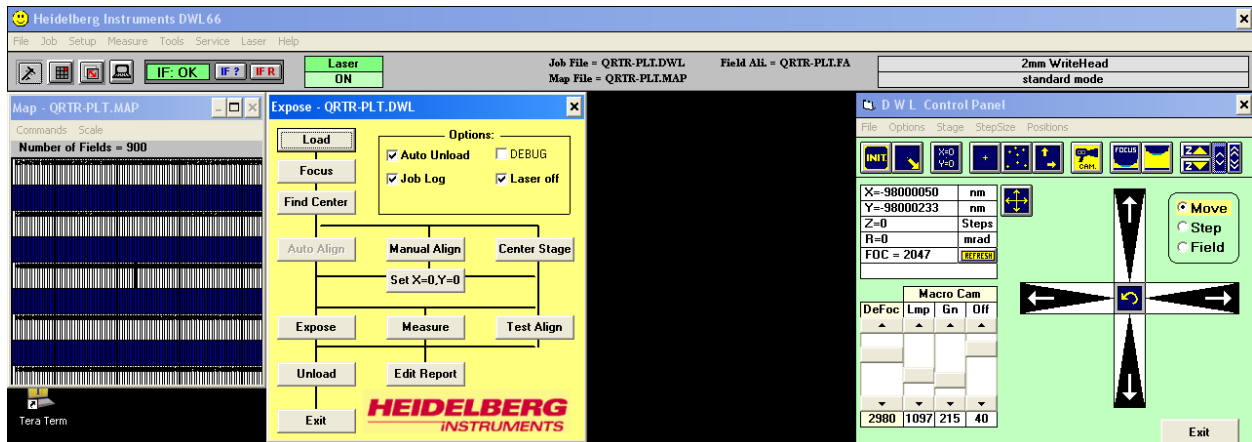 Heidelberg Instruments DWL66
File Job Setup Measure Tools Service Laser Help
IF: OK IF ? IF R
Laser
ON
Job File = QRTR-PLT.DWL Field Ali. = QRTR-PLT.FA
Map File = QRTR-PLT.MAP
2mm WriteHead
standard mode
Map - QRTR-PLT.MAP
Commands Scale
Number of Fields = 900
Tera Term
Expose - QRTR-PLT.DWL
Load
Focus
Find Center
Options:
Auto Unload DEBUG
Job Log Laser off
Auto Align Manual Align Center Stage
Set X=0,Y=0
Expose Measure Test Align
Unload Edit Report
Exit
HEIDELBERG
INSTRUMENTS
D W L Control Panel
File Options Stage StepSize Positions
INIT.
X=0
Y=0
CAM.
FOCUS
Z
Z
X=-98000050 nm
Y=-98000233 nm
Z=0 Steps
R=0 mrad
FOC = 2047 REFRESH
Move
Step
Field
Macro Cam
DeFoc Lmp Gn Off
2980 1097 215 40
Exit